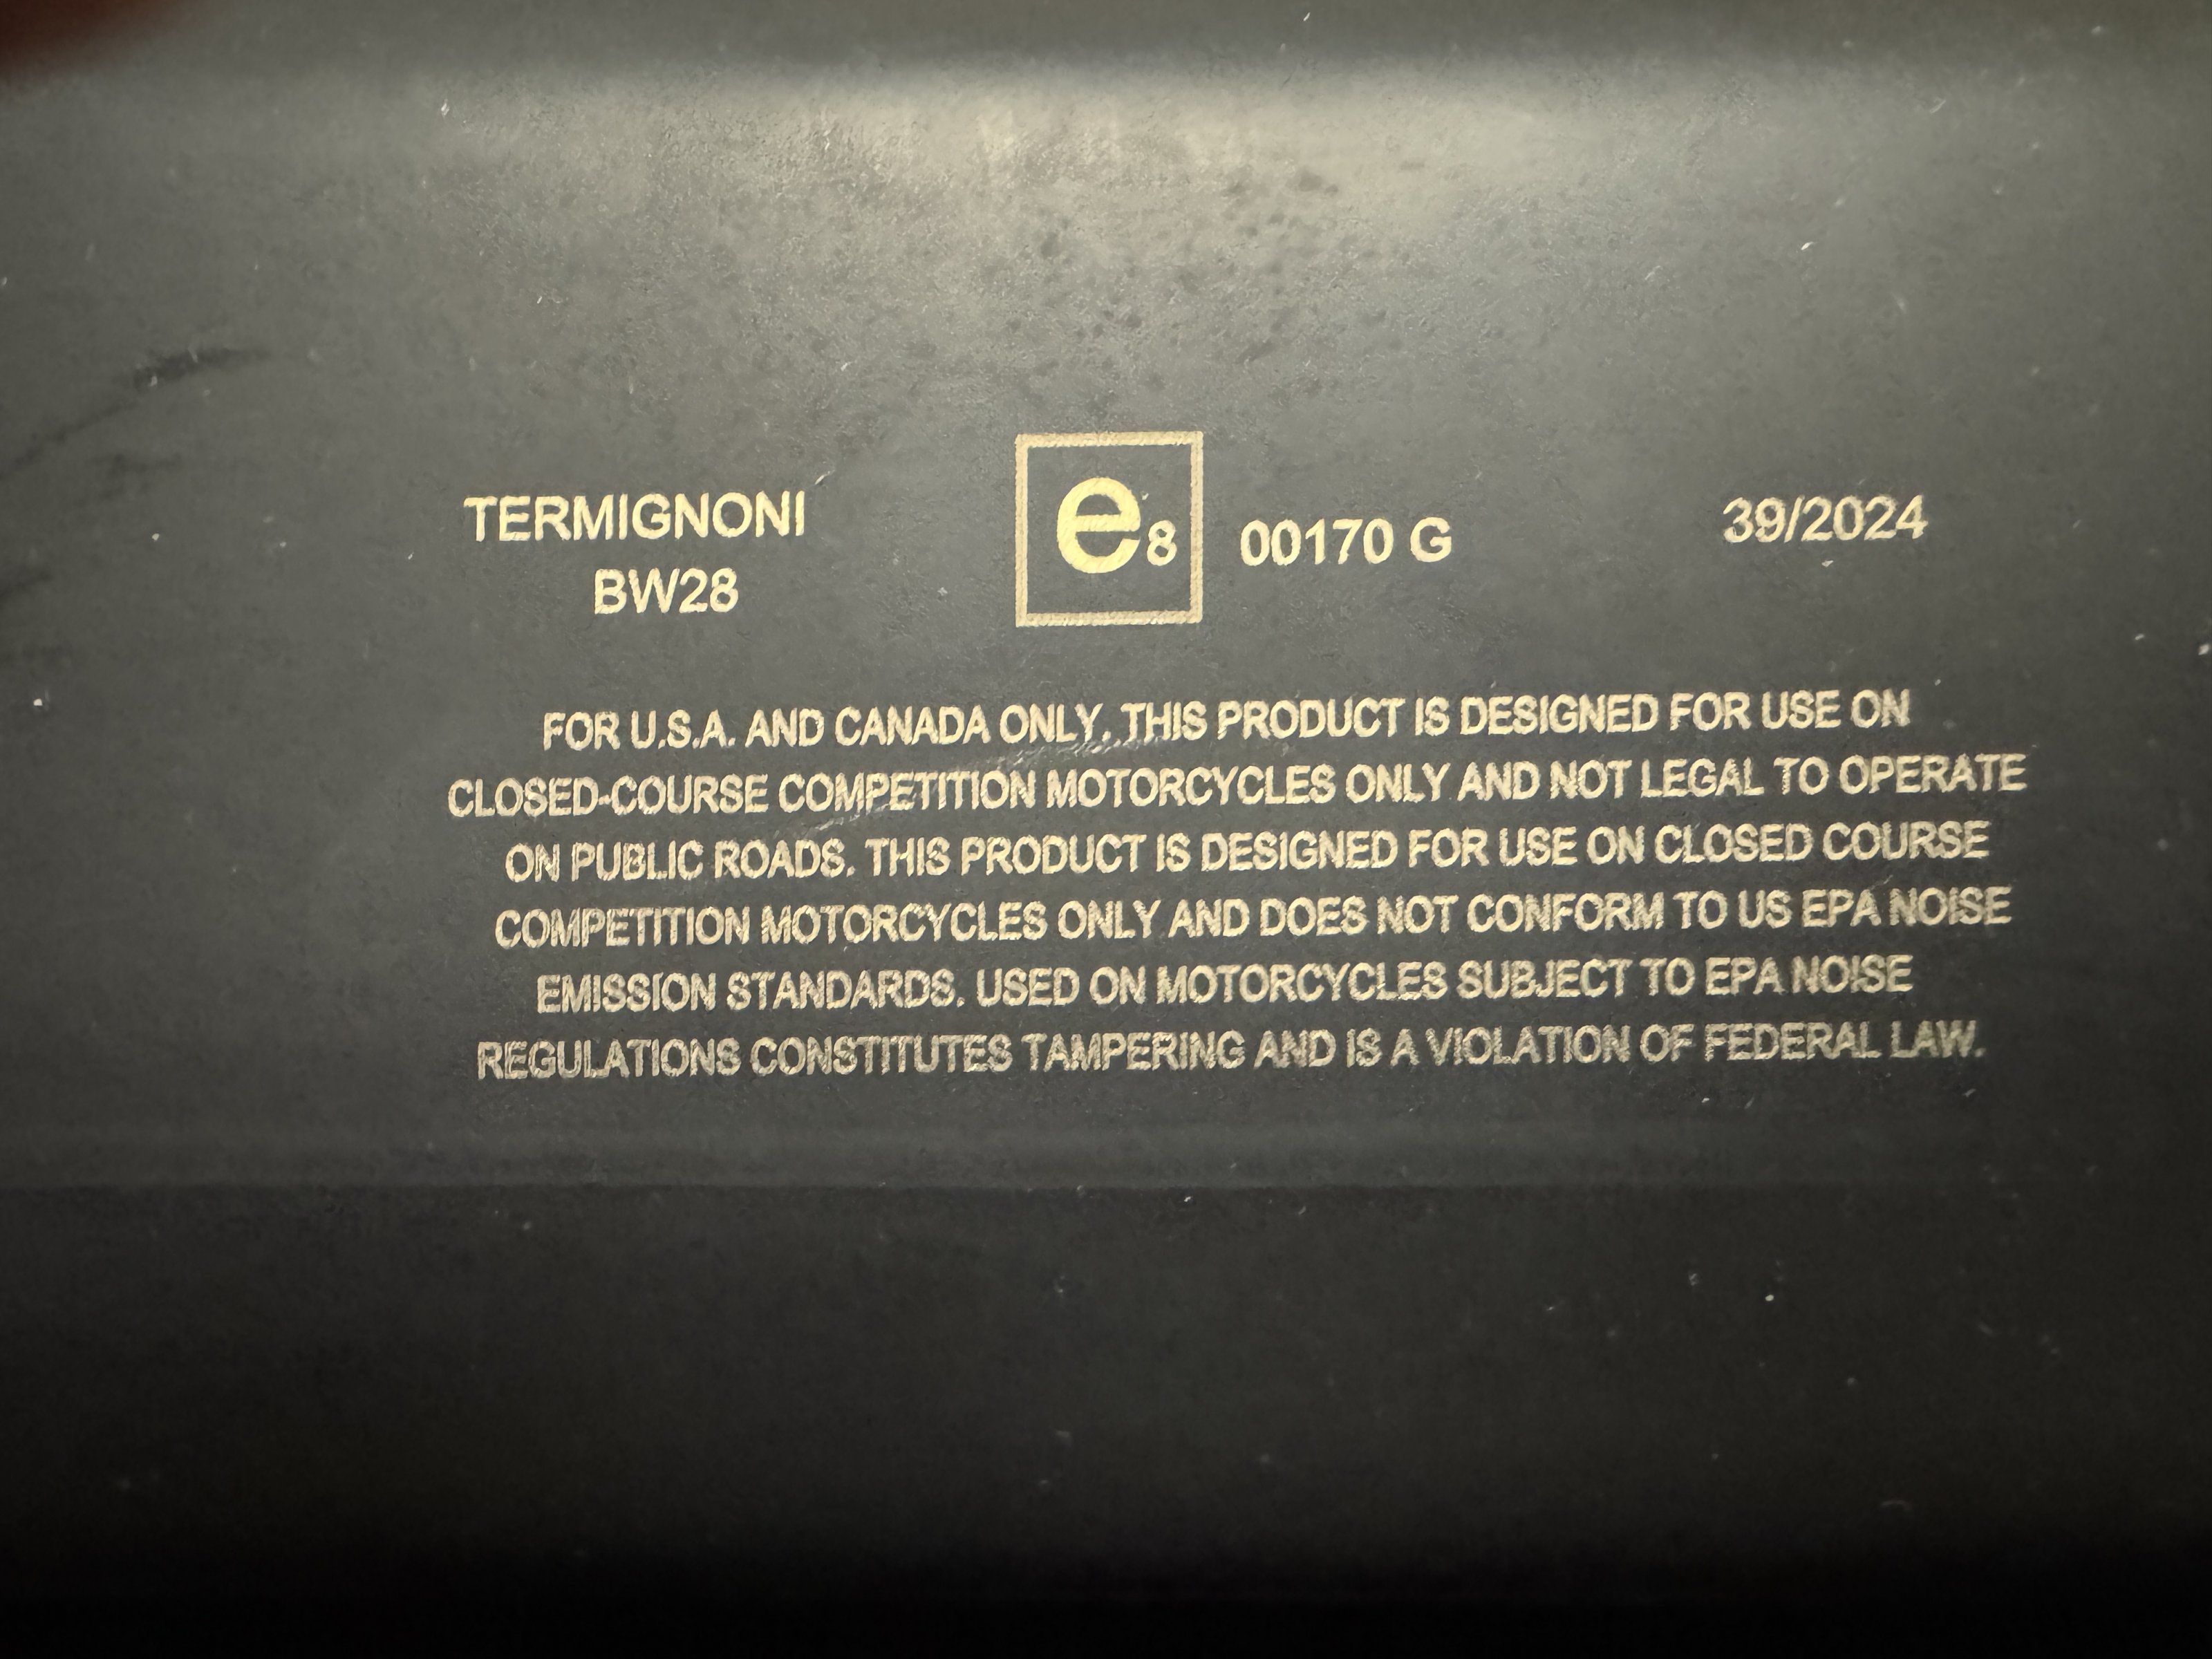 TERMIGNONI
BW28
e8 00170 G
39/2024
FOR U.S.A. AND CANADA ONLY. THIS PRODUCT IS DESIGNED FOR USE ON
CLOSED-COURSE COMPETITION MOTORCYCLES ONLY AND NOT LEGAL TO OPERATE
ON PUBLIC ROADS. THIS PRODUCT IS DESIGNED FOR USE ON CLOSED COURSE
COMPETITION MOTORCYCLES ONLY AND DOES NOT CONFORM TO US EPA NOISE
EMISSION STANDARDS. USED ON MOTORCYCLES SUBJECT TO EPA NOISE
REGULATIONS CONSTITUTES TAMPERING AND IS A VIOLATION OF FEDERAL LAW.